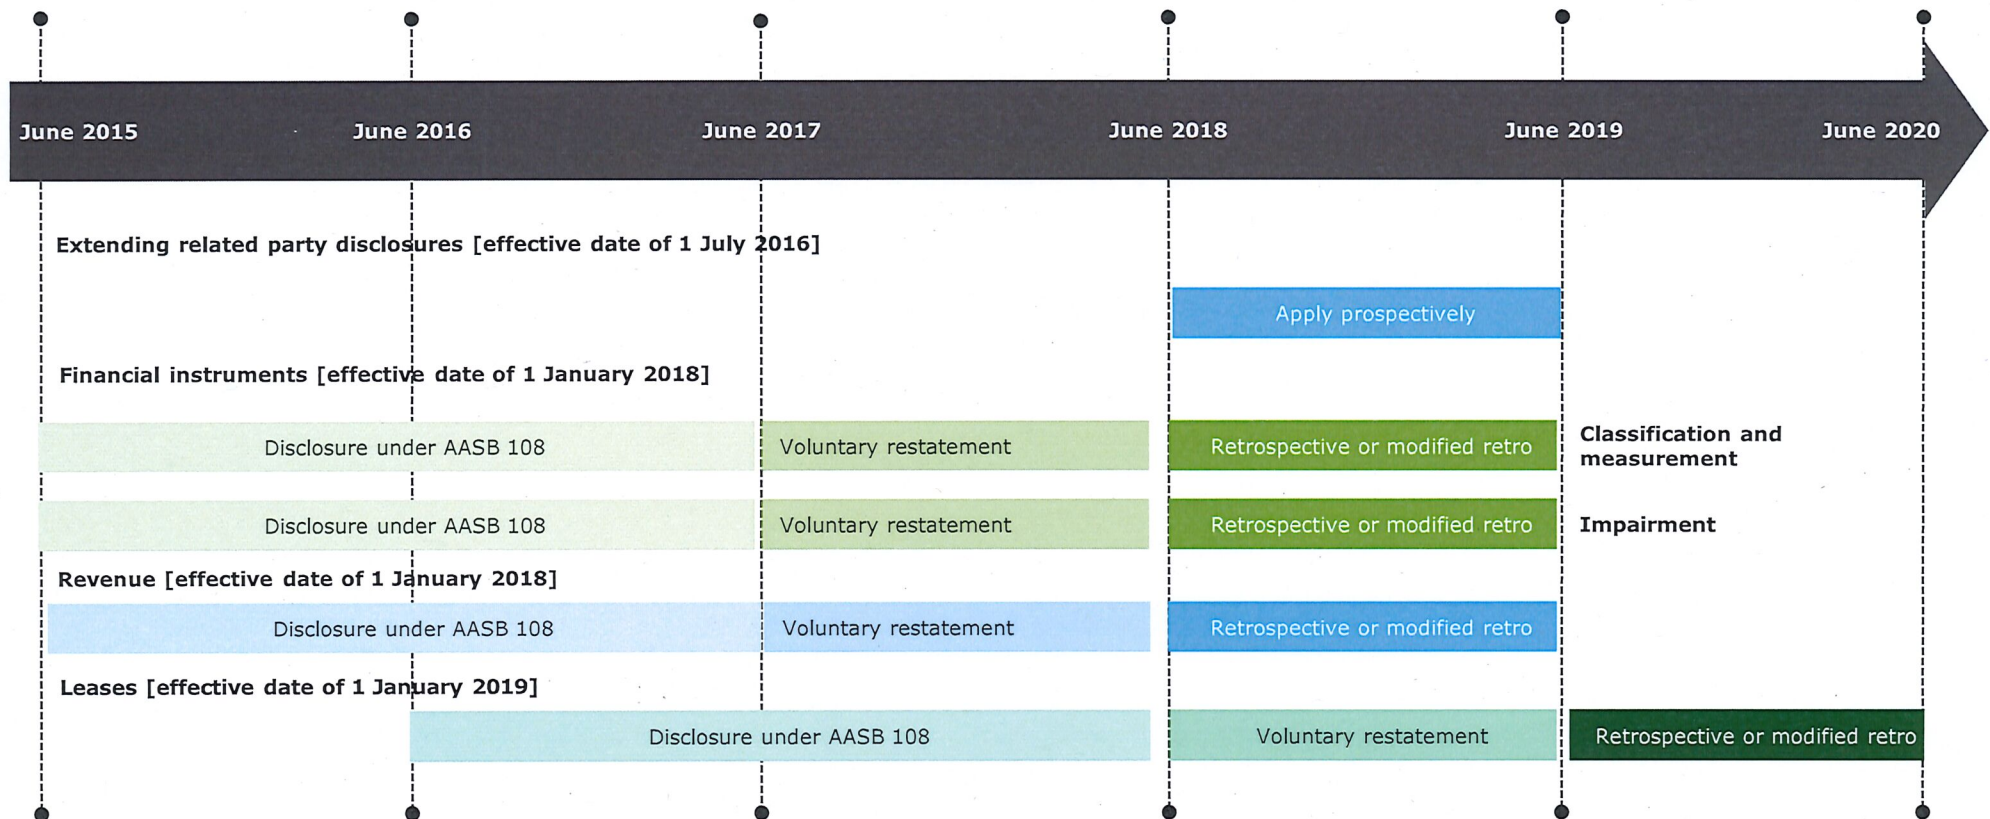 June 2015
June 2016
June 2017
June 2018
June 2019
June 2020
Extending related party disclosures [effective date of 1 July 2016]
Apply prospectively
Financial instruments [effective date of 1 January 2018]
Disclosure under AASB 108
Voluntary restatement
Retrospective or modified retro
Classification and
measurement
Disclosure under AASB 108
Voluntary restatement
Retrospective or modified retro
Impairment
Revenue [effective date of 1 January 2018]
Disclosure under AASB 108
Voluntary restatement
Retrospective or modified retro
Leases [effective date of 1 January 2019]
Disclosure under AASB 108
Voluntary restatement
Retrospective or modified retro